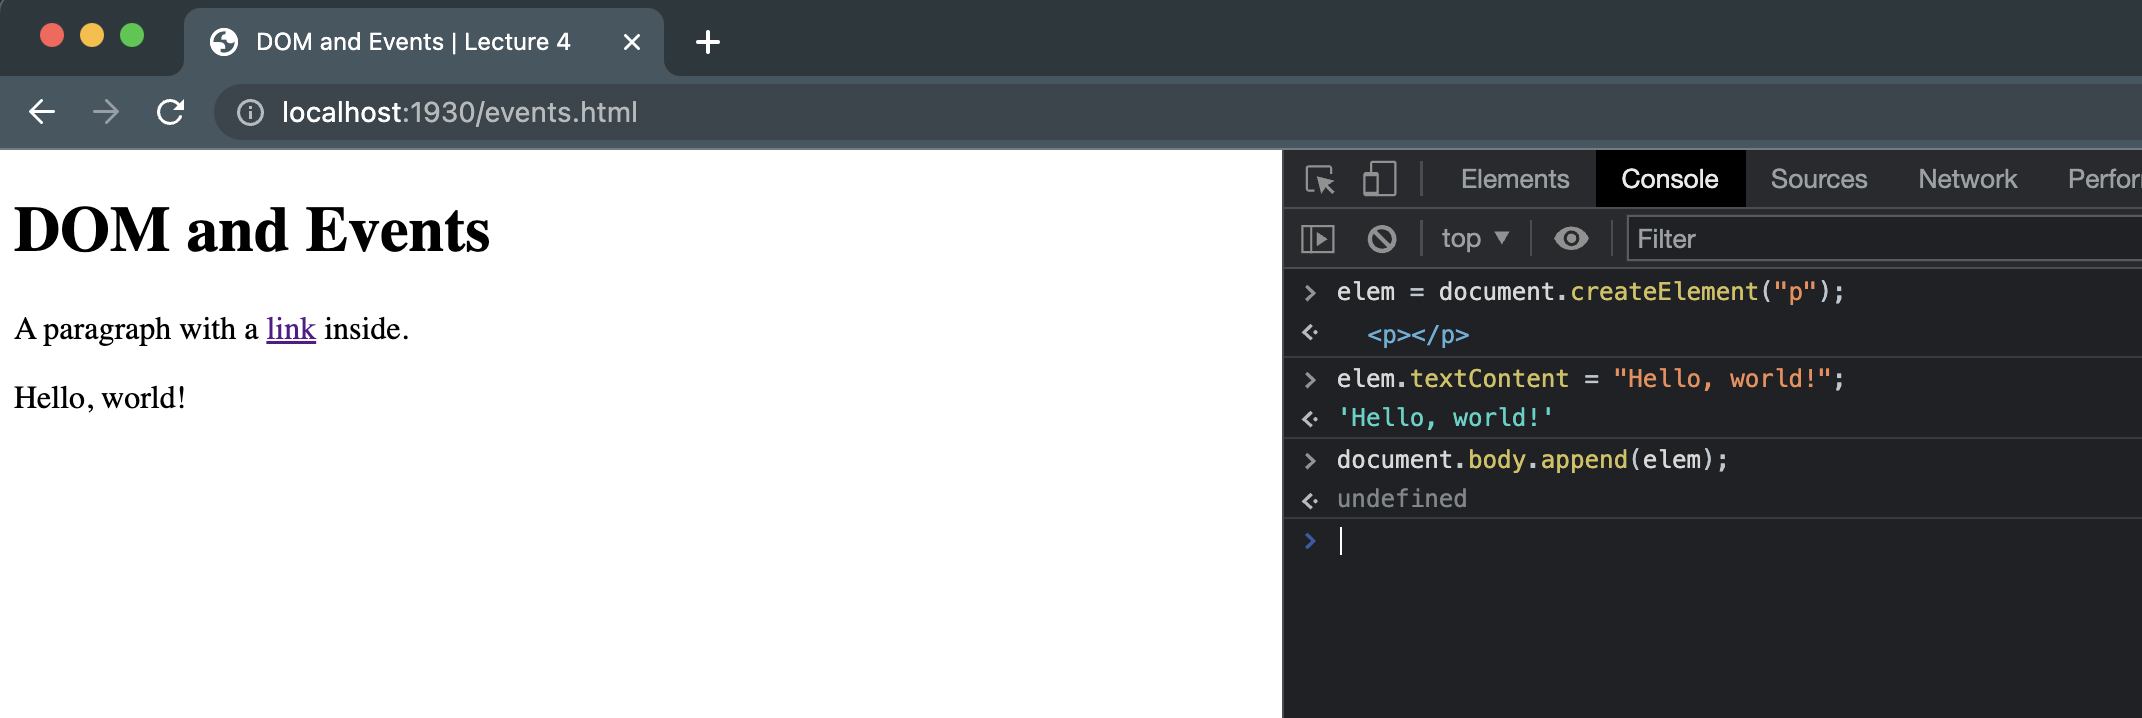 DOM and Events | Lecture 4
localhost:1930/events.html
DOM and Events
A paragraph with a link inside.
Hello, world!
Elements Console Sources Network Perfor
top Filter
elem = document.createElement("p");
<p></p>
elem.textContent = "Hello, world!";
'Hello, world!'
document.body.append(elem);
undefined